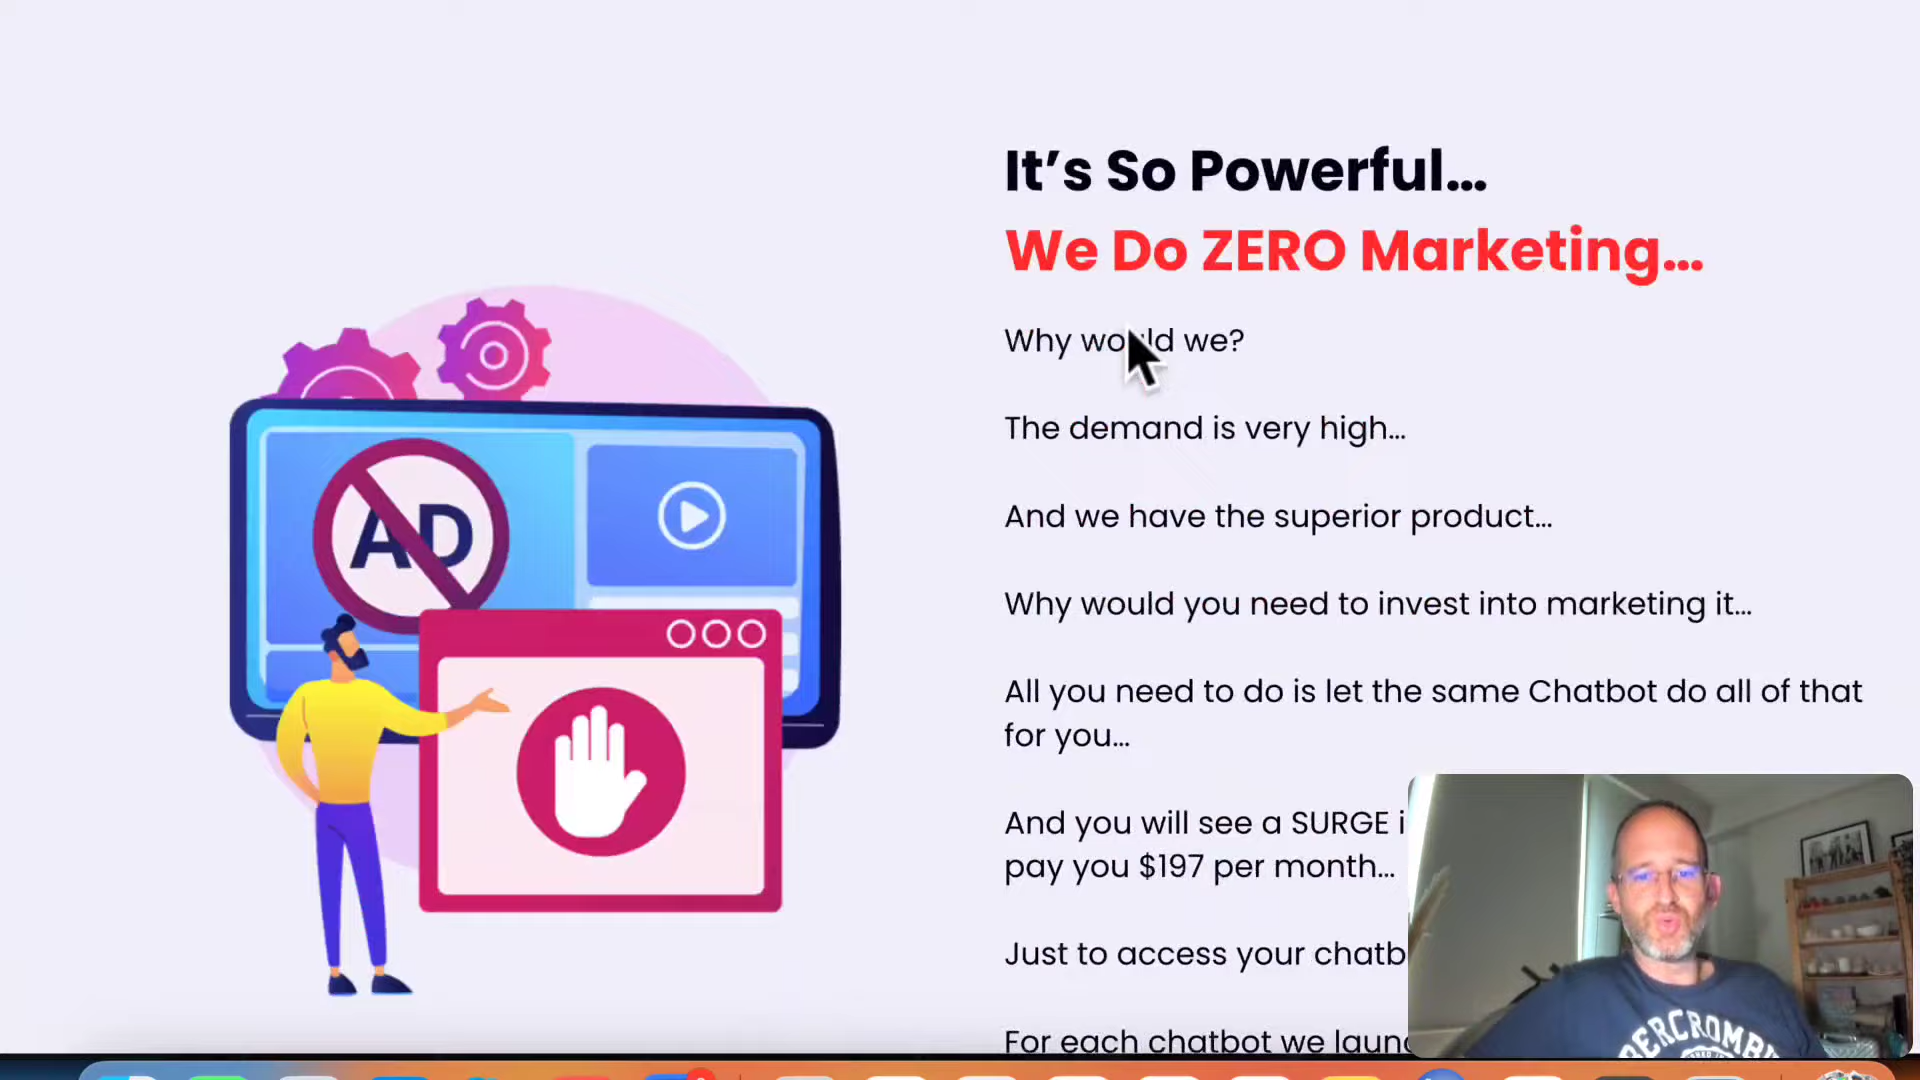 It’s So Powerful...
We Do ZERO Marketing...
Why would we?
The demand is very high...
And we have the superior product...
Why would you need to invest into marketing it...
All you need to do is let the same Chatbot do all of that
for you...
And you will see a SURGE
pay you $197 per month...
Just to access your
For each chatbot we
AD